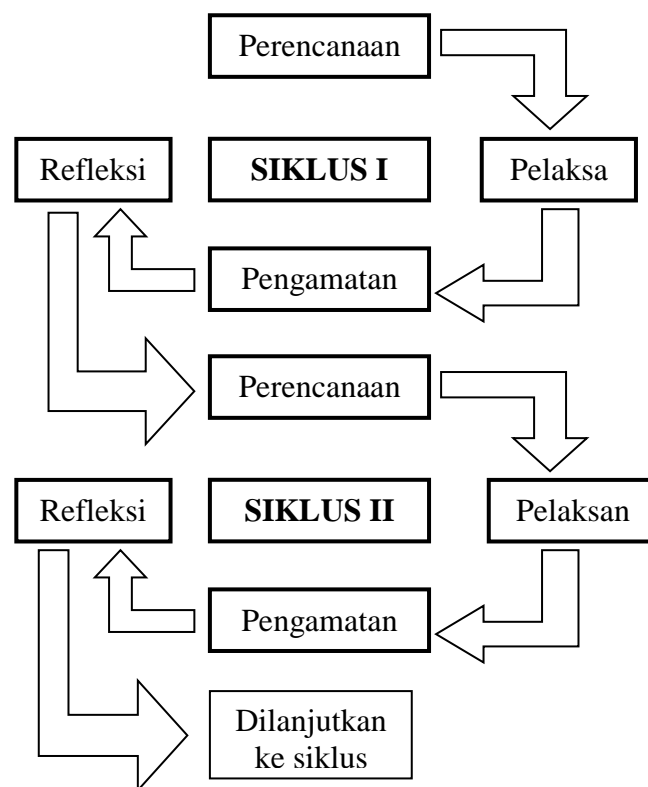 Perencanaan
Refleksi
SIKLUS I
Pelaksa
Pengamatan
Perencanaan
Refleksi
SIKLUS II
Pelaksan
Pengamatan
Dilanjutkan
ke siklus